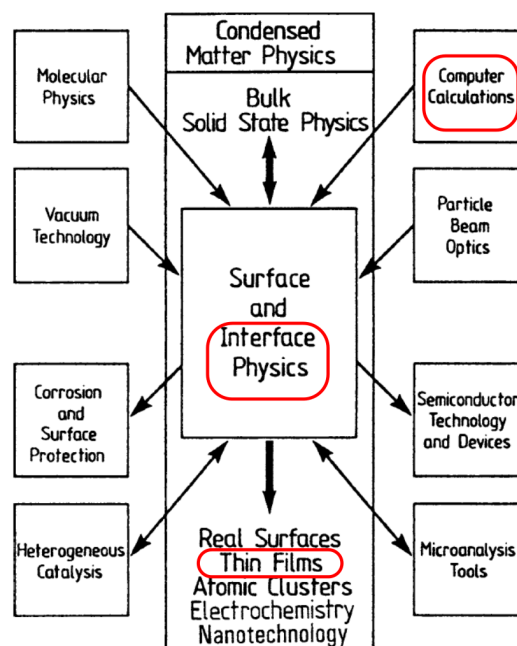 Condensed
Matter Physics
Molecular
Physics
Bulk
Solid State Physics
Computer
Calculations
Vacuum
Technology
Surface
and
Interface
Physics
Particle
Beam
Optics
Corrosion
and
Surface
Protection
Semiconductor
Technology
and Devices
Heterogeneous
Catalysis
Real Surfaces
Thin Films
Atomic Clusters
Electrochemistry
Nanotechnology
Microanalysis
Tools